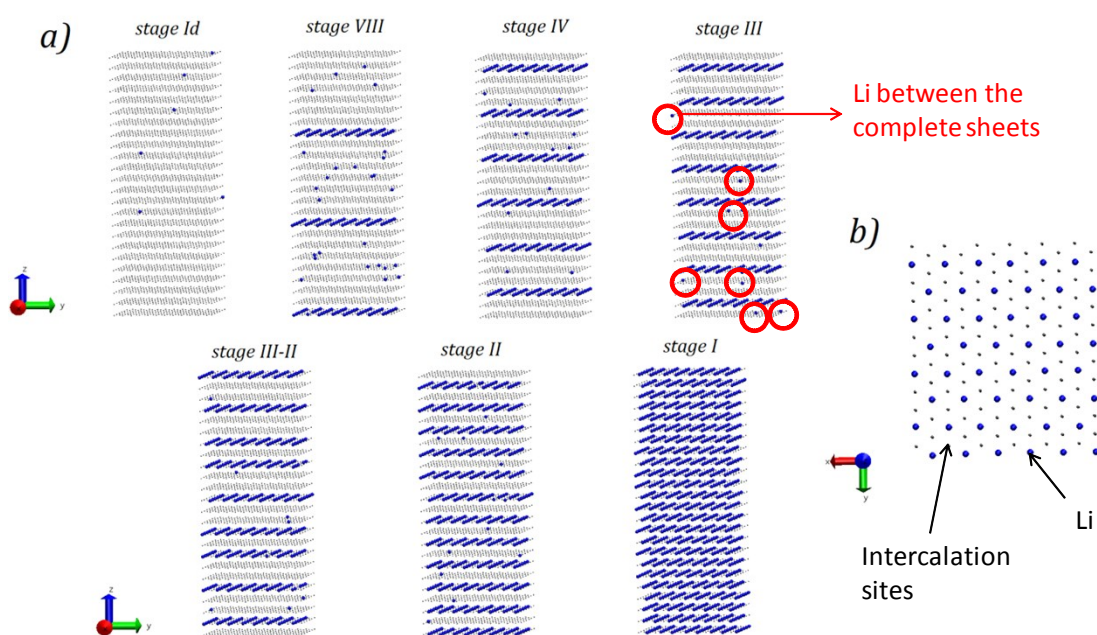 a)
stage Id
stage VIII
stage IV
stage III
Li between the
complete sheets
z
y
b)
x
y
Li
Intercalation
sites
stage III-II
stage II
stage I
z
y